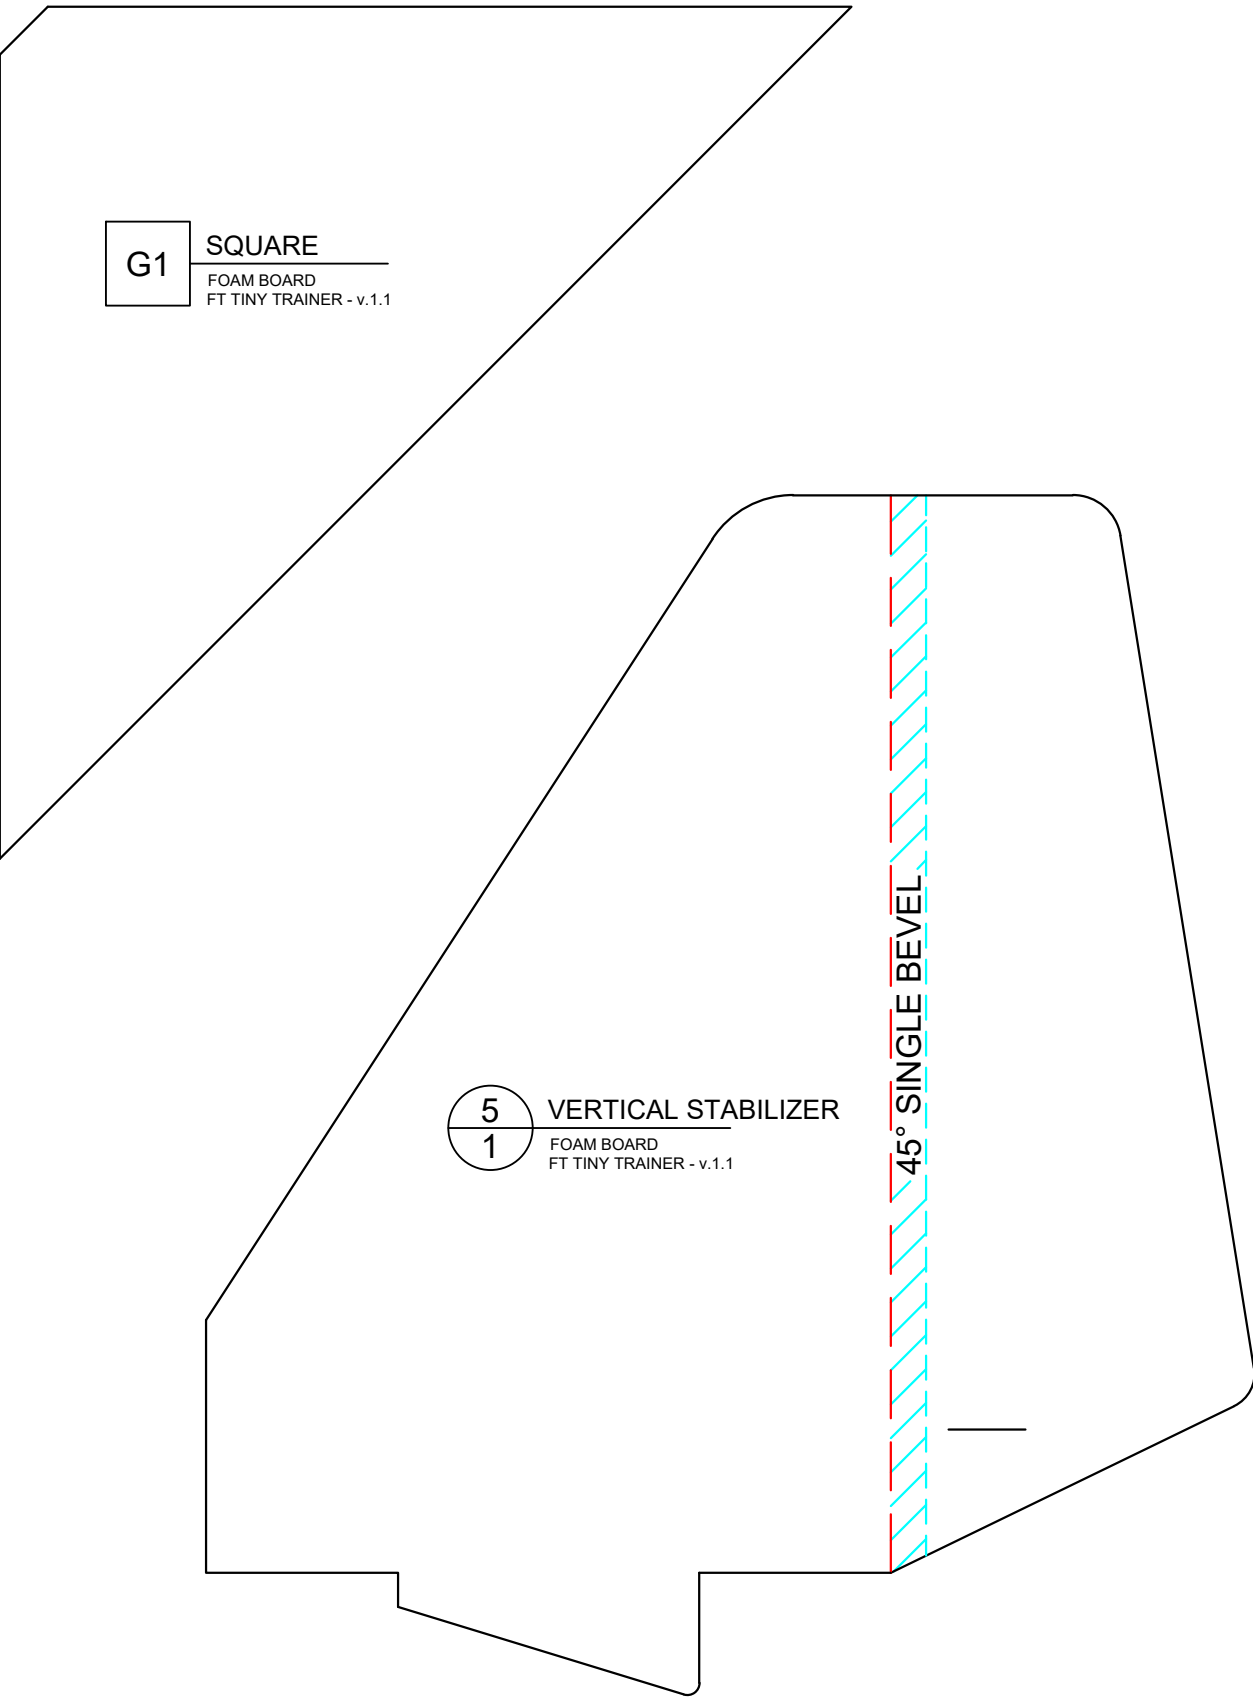 G1
SQUARE
FOAM BOARD
FT TINY TRAINER - v.1.1
5
1
VERTICAL STABILIZER
FOAM BOARD
FT TINY TRAINER - v.1.1
45° SINGLE BEVEL